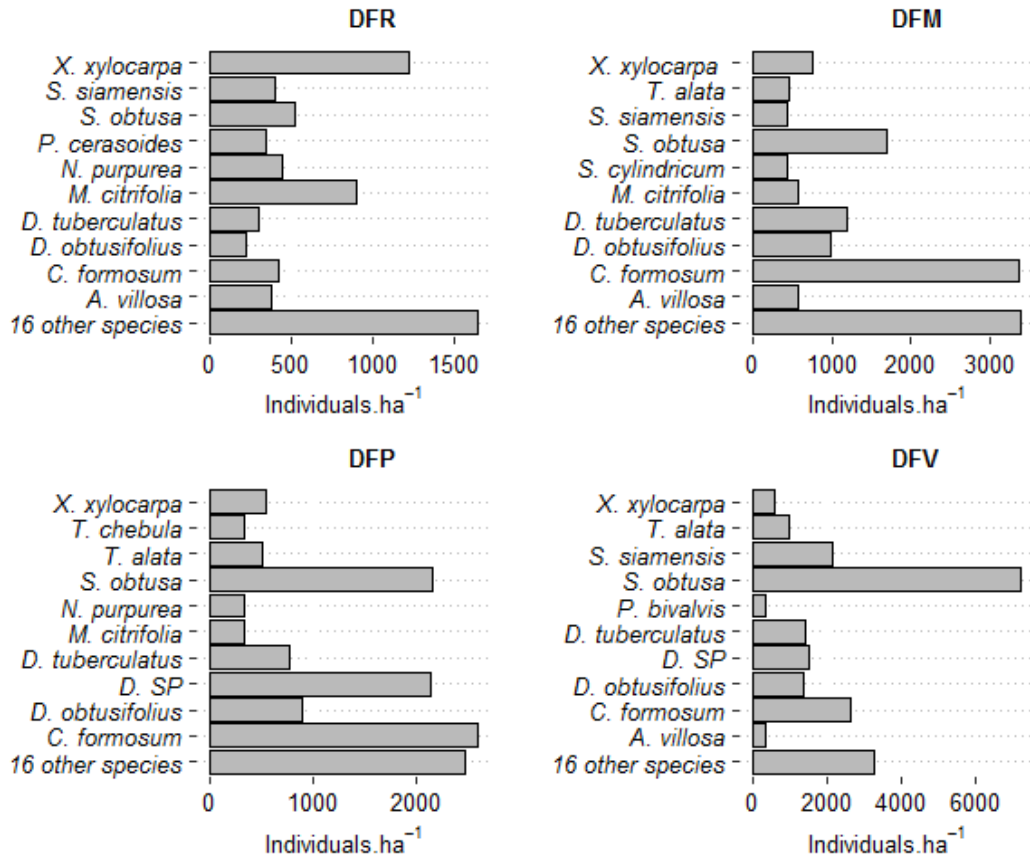 DFR
X. xylocarpa
S. siamensis
S. obtusa
P. cerasoides
N. purpurea
M. citrifolia
D. tuberculatus
D. obtusifolius
C. formosum
A. villosa
16 other species
0 500 1000 1500
Individuals.ha⁻¹
DFM
X. xylocarpa
T. alata
S. siamensis
S. obtusa
S. cylindricum
M. citrifolia
D. tuberculatus
D. obtusifolius
C. formosum
A. villosa
16 other species
0 1000 2000 3000
Individuals.ha⁻¹
DFP
X. xylocarpa
T. chebula
T. alata
S. obtusa
N. purpurea
M. citrifolia
D. tuberculatus
D. SP
D. obtusifolius
C. formosum
16 other species
0 1000 2000
Individuals.ha⁻¹
DFV
X. xylocarpa
T. alata
S. siamensis
S. obtusa
P. bivalvis
D. tuberculatus
D. SP
D. obtusifolius
C. formosum
A. villosa
16 other species
0 2000 4000 6000
Individuals.ha⁻¹